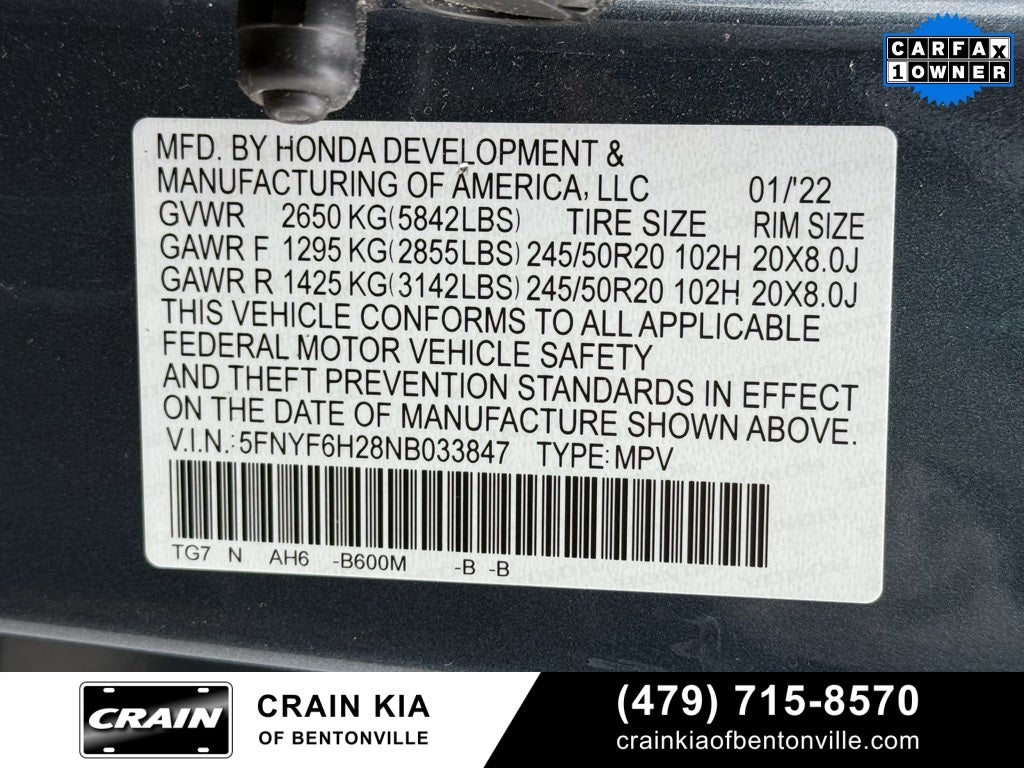 CARFAX
1 OWNER
MFD. BY HONDA DEVELOPMENT &
MANUFACTURING OF AMERICA, LLC 01/'22
GVWR 2650 KG(5842LBS) TIRE SIZE RIM SIZE
GAWR F 1295 KG(2855LBS) 245/50R20 102H 20X8.0J
GAWR R 1425 KG(3142LBS) 245/50R20 102H 20X8.0J
THIS VEHICLE CONFORMS TO ALL APPLICABLE
FEDERAL MOTOR VEHICLE SAFETY
AND THEFT PREVENTION STANDARDS IN EFFECT
ON THE DATE OF MANUFACTURE SHOWN ABOVE.
V.I.N.: 5FNYF6H28NB033847 TYPE: MPV
TG7 N AH6 -B600M -B -B
CRAIN
CRAIN KIA
OF BENTONVILLE
(479) 715-8570
crainkiaofbentonville.com